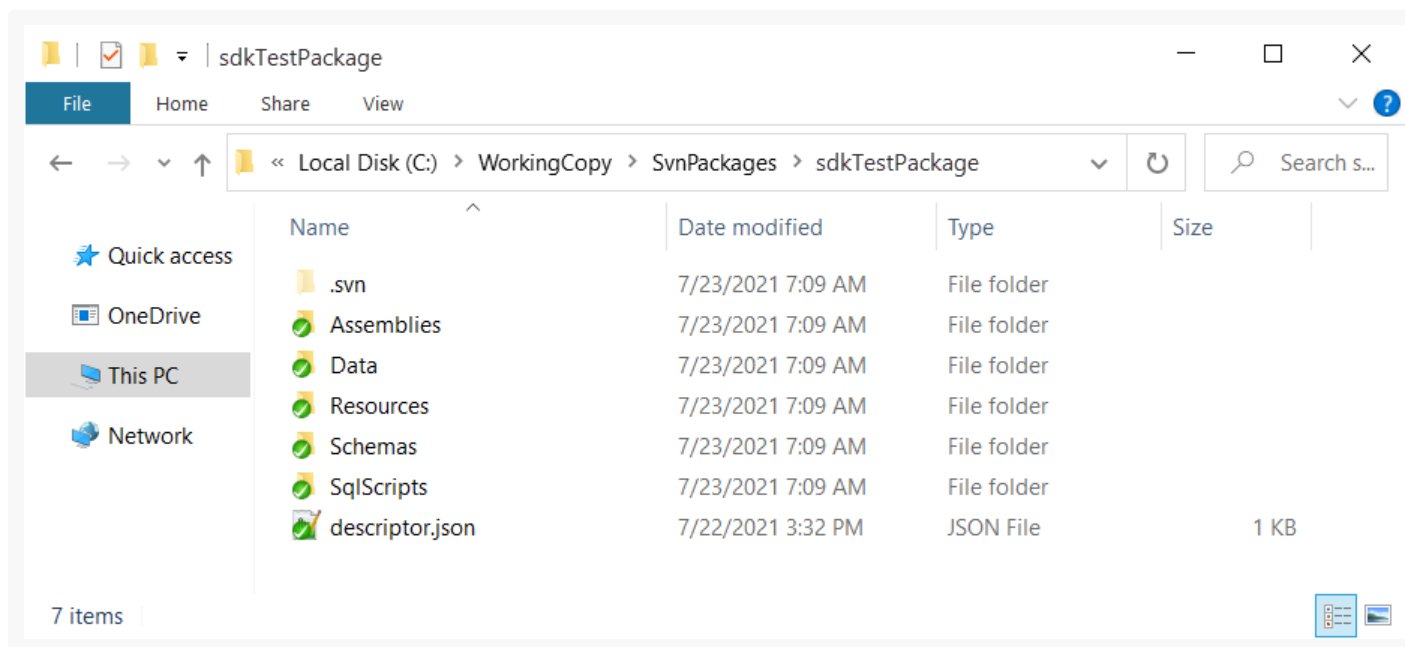 sdkTestPackage
File Home Share View
« Local Disk (C:) > WorkingCopy > SvnPackages > sdkTestPackage Search s...
Name Date modified Type Size
Quick access
OneDrive
This PC
Network
.svn 7/23/2021 7:09 AM File folder
Assemblies 7/23/2021 7:09 AM File folder
Data 7/23/2021 7:09 AM File folder
Resources 7/23/2021 7:09 AM File folder
Schemas 7/23/2021 7:09 AM File folder
SqlScripts 7/23/2021 7:09 AM File folder
descriptor.json 7/22/2021 3:32 PM JSON File 1 KB
7 items